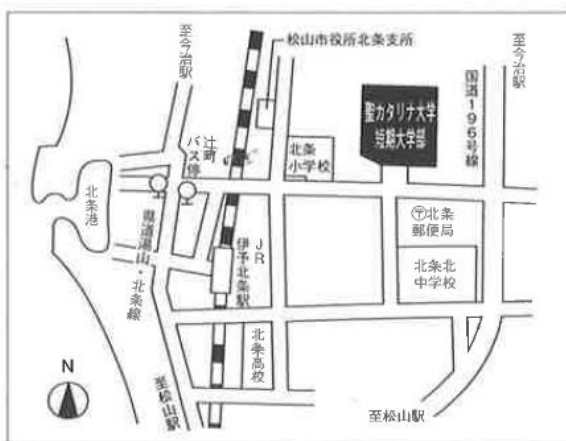 松山市役所北条支所
至今治駅
至今治駅
国道196号線
聖カタリナ大学
短期大学部
辻町
バス停
北条
小学校
北条港
〒北条
郵便局
県道湯山・北条線
JR
伊予北条駅
北条北
中学校
北条高校
N
至松山駅
至松山駅